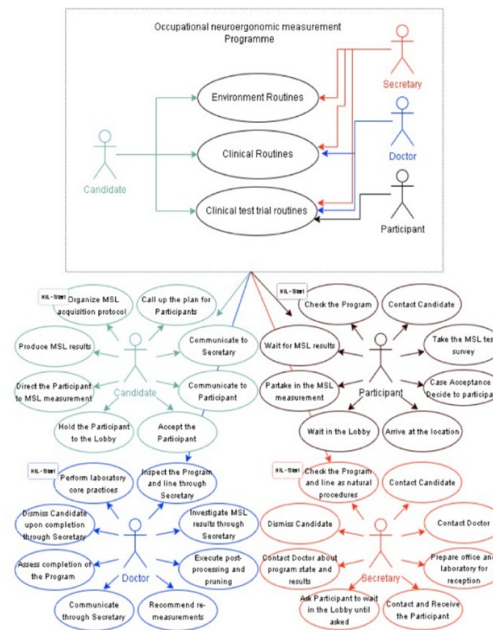 Occupational neuroergonomic measurement
Programme
Environment Routines
Secretary
Clinical Routines
Doctor
Candidate
Clinical test trial routines
Participant
HIL-Start
Organize MSL
acquisition protocol
Call up the plan for
Participants
Produce MSL results
Communicate to
Secretary
Candidate
Direct the Participant
to MSL measurement
Communicate to
Participant
Hold the Participant
to the Lobby
Accept the
Participant
HIL-Start
Check the Program
Contact Candidate
Wait for MSL results
Take the MSL test
survey
Participant
Partake in the MSL
measurement
Case Acceptance
Decide to participa
Wait in the Lobby
Arrive at the location
HIL-Start
Perform laboratory
core practices
Inspect the Program
and line through
Secretary
Dismiss Candidate
upon completion
through Secretary
Investigate MSL
results through
Secretary
Assess completion of
the Program
Doctor
Execute post-
processing and
pruning
Communicate
through Secretary
Recommend re-
measurements
HIL-Start
Check the Program
and line as natural
procedures
Contact Candidate
Dismiss Candidate
Contact Doctor
Contact Doctor about
program state and
results
Secretary
Prepare office and
laboratory for
reception
Ask Participant to wait
in the Lobby until
asked
Contact and Receive
the Participant